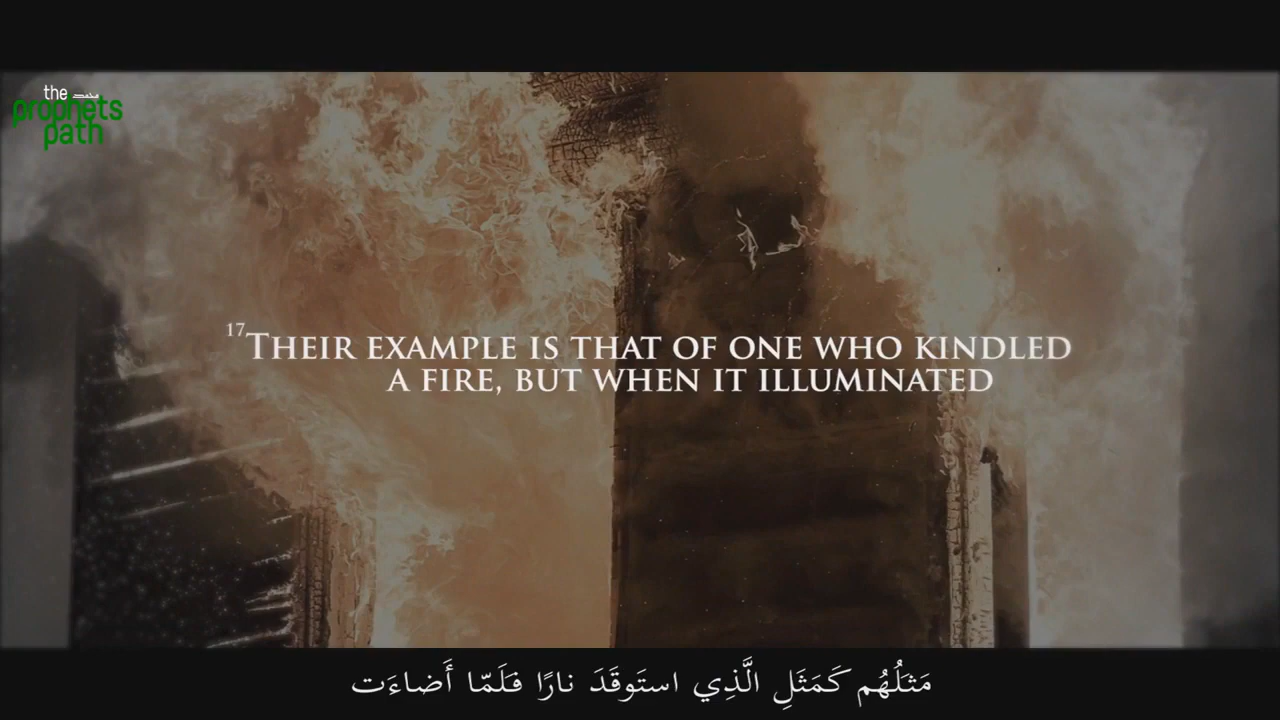 the
prophets
path
17 THEIR EXAMPLE IS THAT OF ONE WHO KINDLED
A FIRE, BUT WHEN IT ILLUMINATED
مَثَلُهُم كَمَثَلِ الَّذِي استَوقَدَ نارًا فَلَمّا أَضاءَت